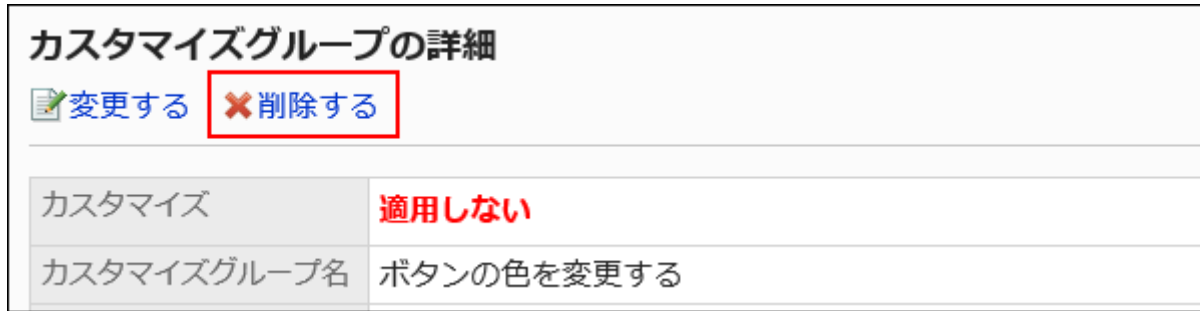 カスタマイズグループの詳細
変更する 削除する
カスタマイズ 適用しない
カスタマイズグループ名 ボタンの色を変更する